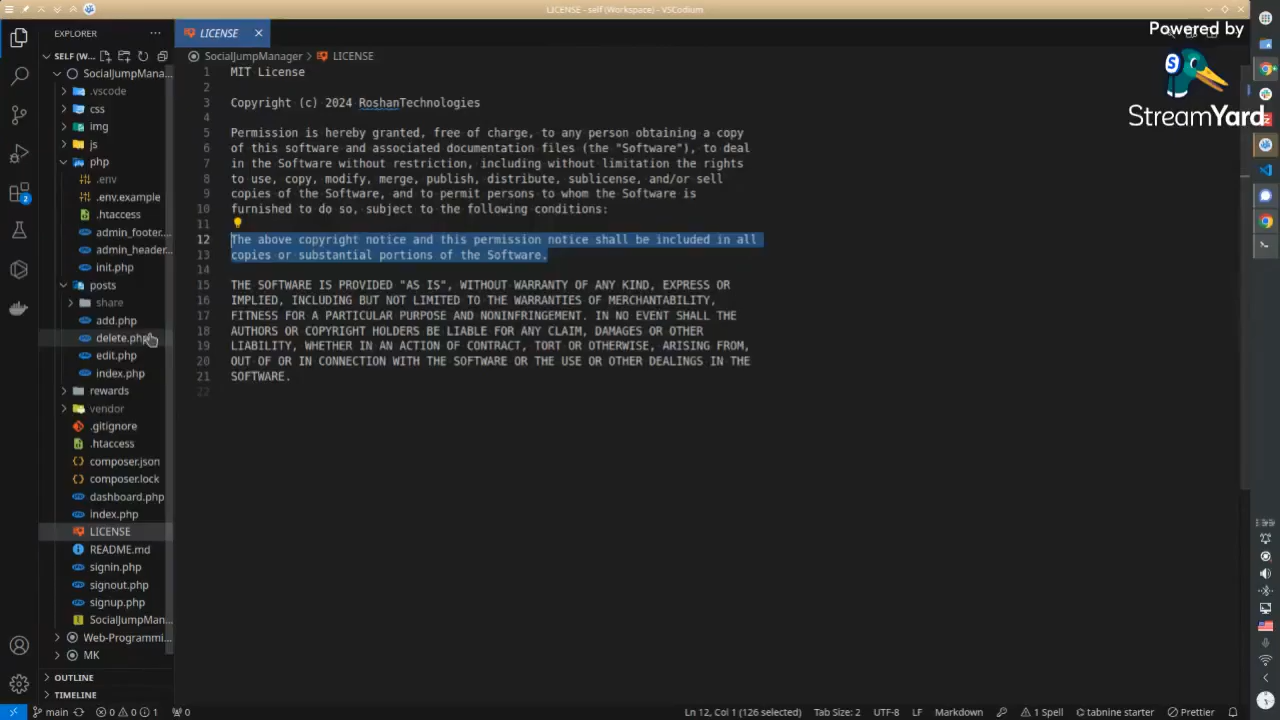 LICENSE - self (Workspace) - VSCodium
EXPLORER
SELF (W...
SocialJumpMana...
.vscode
css
img
js
php
.env
.env.example
.htaccess
admin_footer....
admin_header...
init.php
posts
share
add.php
delete.php
edit.php
index.php
rewards
vendor
.gitignore
.htaccess
composer.json
composer.lock
dashboard.php
index.php
LICENSE
README.md
signin.php
signout.php
signup.php
SocialJumpMan...
Web-Programmi...
MK
OUTLINE
TIMELINE
LICENSE
SocialJumpManager > LICENSE
1 MIT License
2
3 Copyright (c) 2024 RoshanTechnologies
4
5 Permission is hereby granted, free of charge, to any person obtaining a copy
6 of this software and associated documentation files (the "Software"), to deal
7 in the Software without restriction, including without limitation the rights
8 to use, copy, modify, merge, publish, distribute, sublicense, and/or sell
9 copies of the Software, and to permit persons to whom the Software is
10 furnished to do so, subject to the following conditions:
11
12 The above copyright notice and this permission notice shall be included in all
13 copies or substantial portions of the Software.
14
15 THE SOFTWARE IS PROVIDED "AS IS", WITHOUT WARRANTY OF ANY KIND, EXPRESS OR
16 IMPLIED, INCLUDING BUT NOT LIMITED TO THE WARRANTIES OF MERCHANTABILITY,
17 FITNESS FOR A PARTICULAR PURPOSE AND NONINFRINGEMENT. IN NO EVENT SHALL THE
18 AUTHORS OR COPYRIGHT HOLDERS BE LIABLE FOR ANY CLAIM, DAMAGES OR OTHER
19 LIABILITY, WHETHER IN AN ACTION OF CONTRACT, TORT OR OTHERWISE, ARISING FROM,
20 OUT OF OR IN CONNECTION WITH THE SOFTWARE OR THE USE OR OTHER DEALINGS IN THE
21 SOFTWARE.
22
Powered by
S
StreamYard
2
main 0 0 1 0
Ln 12, Col 1 (126 selected) Tab Size: 2 UTF-8 LF Markdown 1 Spell tabnine starter Prettier